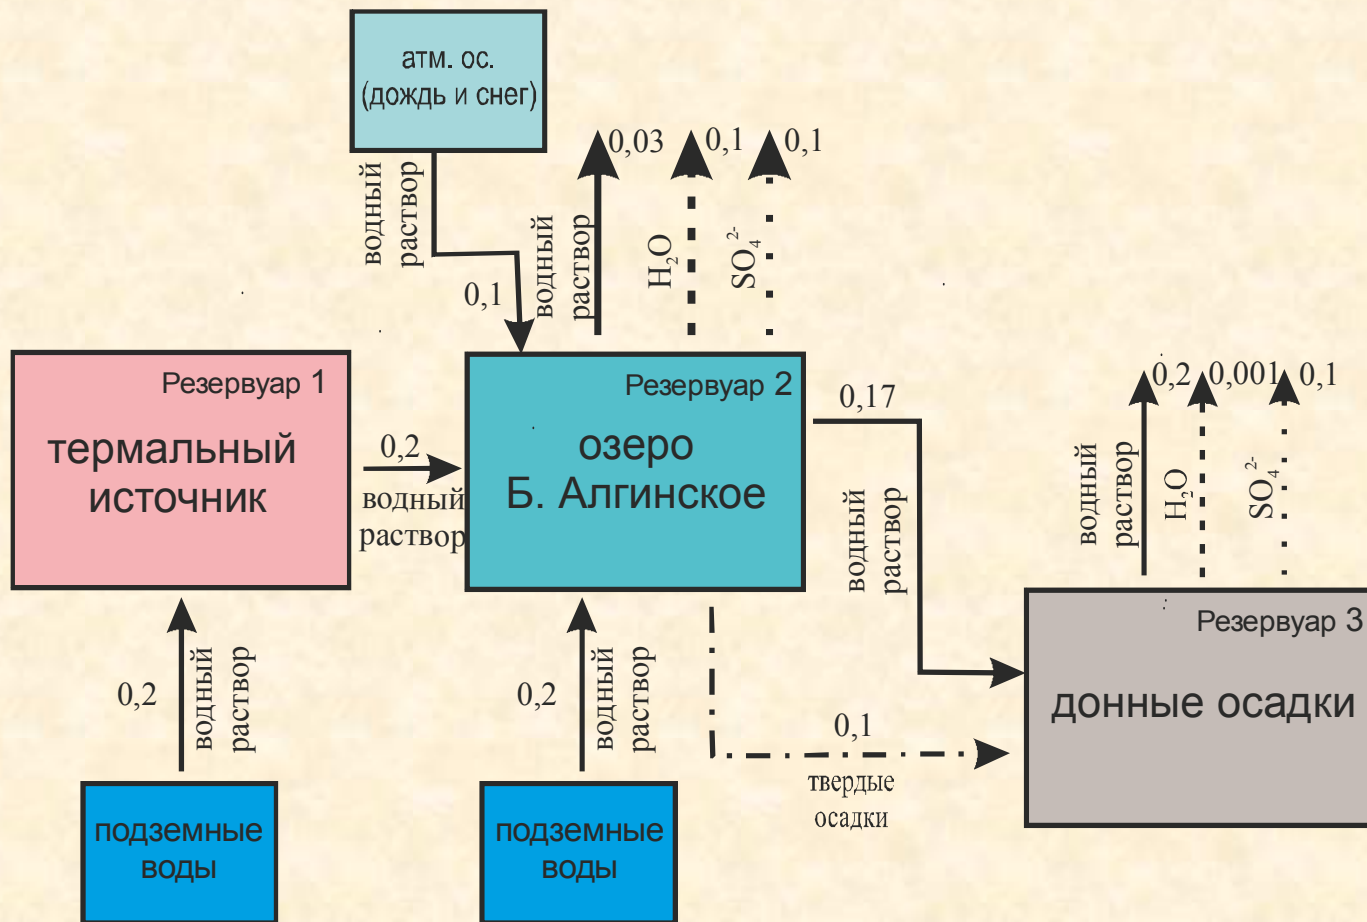 атм. ос.
(дождь и снег)
водный
раствор
0,1
0,03
0,1
0,1
водный
раствор
H₂O
SO₄²⁻
Резервуар 1
термальный
источник
0,2
водный
раствор
Резервуар 2
озеро
Б. Алгинское
0,17
водный
раствор
0,2
0,001
0,1
водный
раствор
H₂O
SO₄²⁻
Резервуар 3
донные осадки
0,2
водный
раствор
0,2
водный
раствор
0,1
твердые
осадки
подземные
воды
подземные
воды